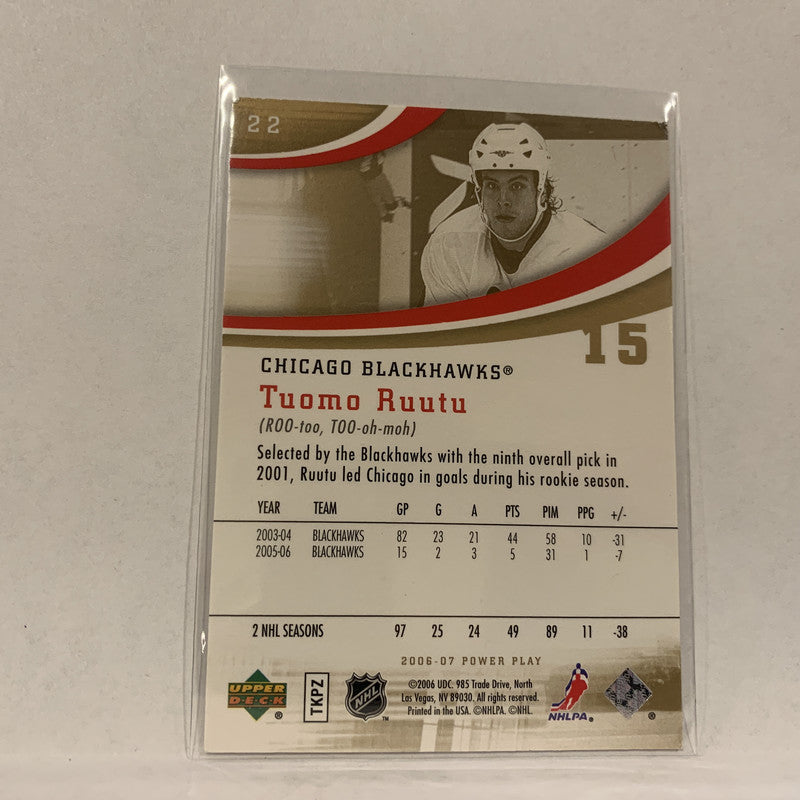 22
15
CHICAGO BLACKHAWKS®
Tuomo Ruutu
(ROO-too, TOO-oh-moh)
Selected by the Blackhawks with the ninth overall pick in
2001, Ruutu led Chicago in goals during his rookie season.
YEAR TEAM GP G A PTS PIM PPG +/-
2003-04 BLACKHAWKS 82 23 21 44 58 10 -31
2005-06 BLACKHAWKS 15 2 3 5 31 1 -7
2 NHL SEASONS 97 25 24 49 89 11 -38
2006-07 POWER PLAY
UPPER
DECK ®
TKPZ
NHL ™
©2006 UDC. 985 Trade Drive, North
Las Vegas, NV 89030. All rights reserved.
Printed in the USA. ©NHLPA. ©NHL.
NHLPA.®
®